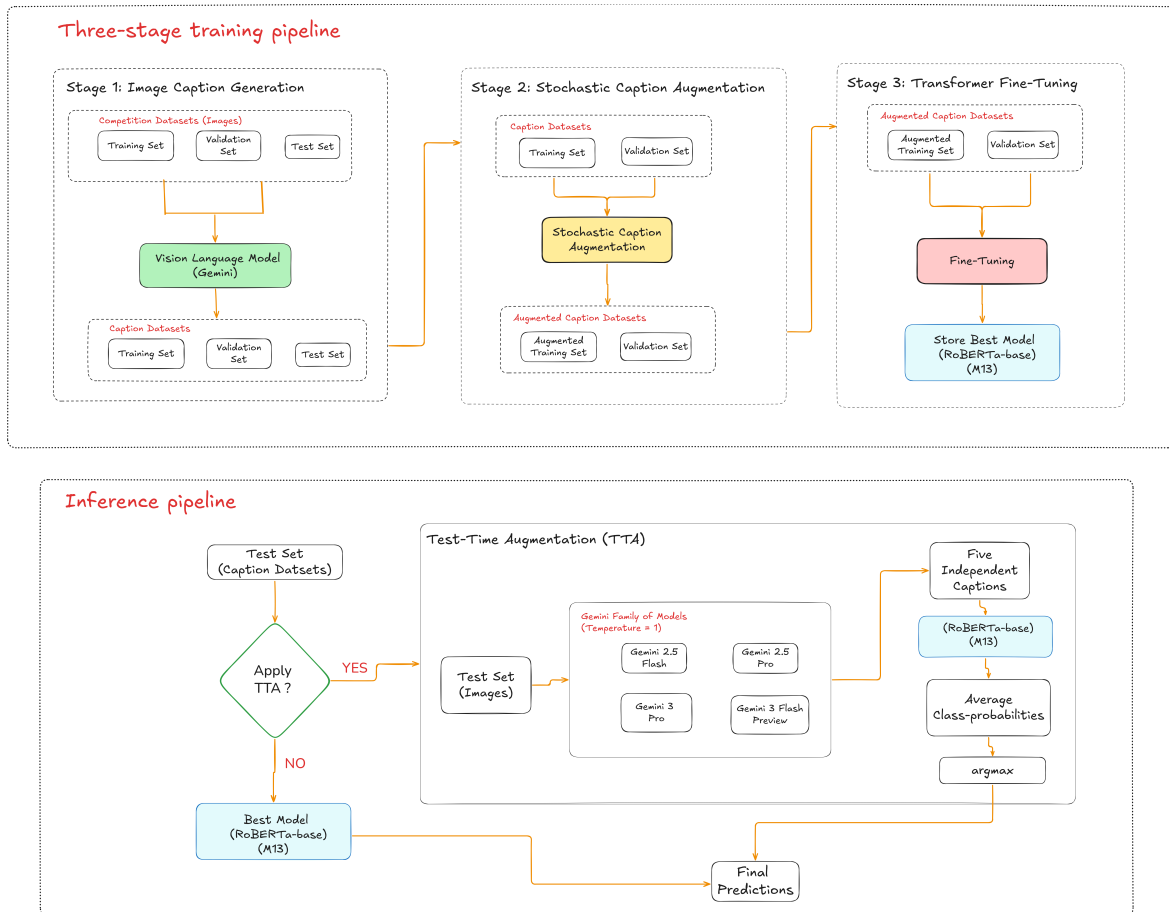 Three-stage training pipeline
Stage 1: Image Caption Generation
Competition Datasets (Images)
Training Set
Validation
Set
Test Set
Vision Language Model
(Gemini)
Caption Datasets
Training Set
Validation
Set
Test Set
Stage 2: Stochastic Caption Augmentation
Caption Datasets
Training Set
Validation Set
Stochastic Caption
Augmentation
Augmented Caption Datasets
Augmented
Training Set
Validation Set
Stage 3: Transformer Fine-Tuning
Augmented Caption Datasets
Augmented
Training Set
Validation Set
Fine-Tuning
Store Best Model
(RoBERTa-base)
(M13)
Inference pipeline
Test Set
(Caption Datsets)
Apply
TTA ?
YES
NO
Best Model
(RoBERTa-base)
(M13)
Test-Time Augmentation (TTA)
Test Set
(Images)
Gemini Family of Models
(Temperature = 1)
Gemini 2.5
Flash
Gemini 2.5
Pro
Gemini 3
Pro
Gemini 3 Flash
Preview
Five
Independent
Captions
(RoBERTa-base)
(M13)
Average
Class-probabilities
argmax
Final
Predictions